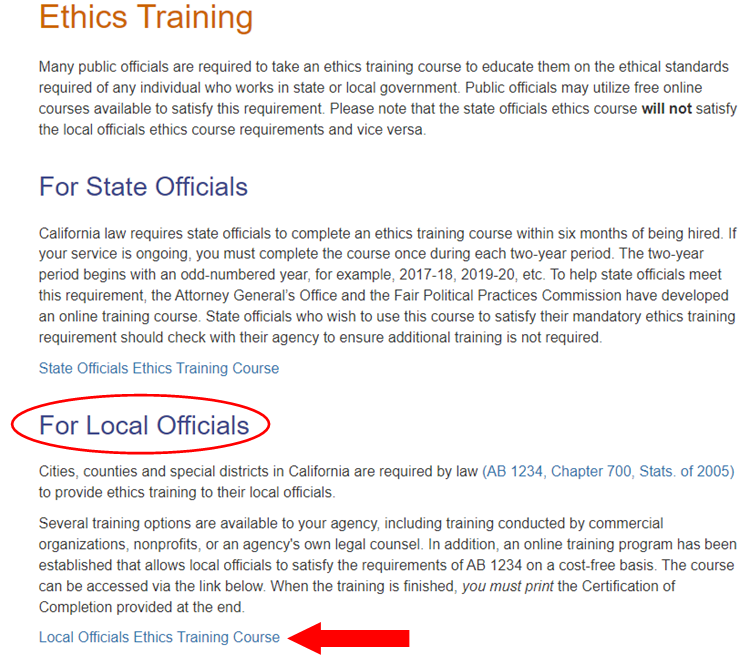 Ethics Training
Many public officials are required to take an ethics training course to educate them on the ethical standards
required of any individual who works in state or local government. Public officials may utilize free online
courses available to satisfy this requirement. Please note that the state officials ethics course will not satisfy
the local officials ethics course requirements and vice versa.
For State Officials
California law requires state officials to complete an ethics training course within six months of being hired. If
your service is ongoing, you must complete the course once during each two-year period. The two-year
period begins with an odd-numbered year, for example, 2017-18, 2019-20, etc. To help state officials meet
this requirement, the Attorney General's Office and the Fair Political Practices Commission have developed
an online training course. State officials who wish to use this course to satisfy their mandatory ethics training
requirement should check with their agency to ensure additional training is not required.
State Officials Ethics Training Course
For Local Officials
Cities, counties and special districts in California are required by law (AB 1234, Chapter 700, Stats. of 2005)
to provide ethics training to their local officials.
Several training options are available to your agency, including training conducted by commercial
organizations, nonprofits, or an agency's own legal counsel. In addition, an online training program has been
established that allows local officials to satisfy the requirements of AB 1234 on a cost-free basis. The course
can be accessed via the link below. When the training is finished, you must print the Certification of
Completion provided at the end.
Local Officials Ethics Training Course